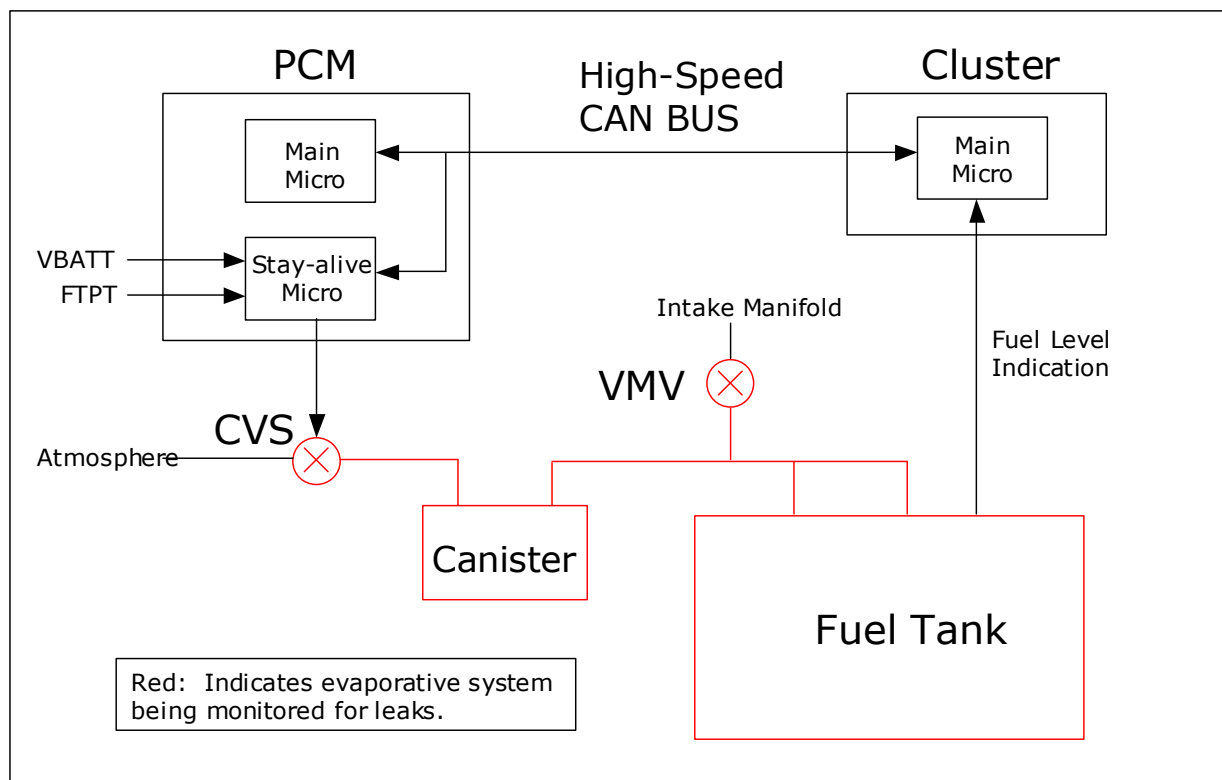 PCM
High-Speed
CAN BUS
Cluster
Main
Micro
Main
Micro
VBATT
FTPT
Stay-alive
Micro
Intake Manifold
Fuel Level
Indication
VMV
CVS
Atmosphere
Canister
Fuel Tank
Red:  Indicates evaporative system
being monitored for leaks.